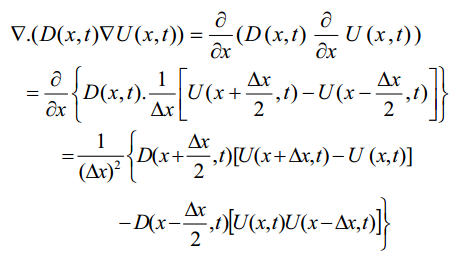 ∇.(D(x,t)∇U(x,t)) = ∂/∂x (D(x,t) ∂/∂x U(x,t))
= ∂/∂x {D(x,t). 1/Δx [U(x + Δx/2 ,t) − U(x − Δx/2 ,t)]}
= 1/(Δx)² {D(x+ Δx/2 ,t)[U(x+Δx,t) − U(x,t)]
−D(x− Δx/2 ,t)[U(x,t)U(x−Δx,t)]}